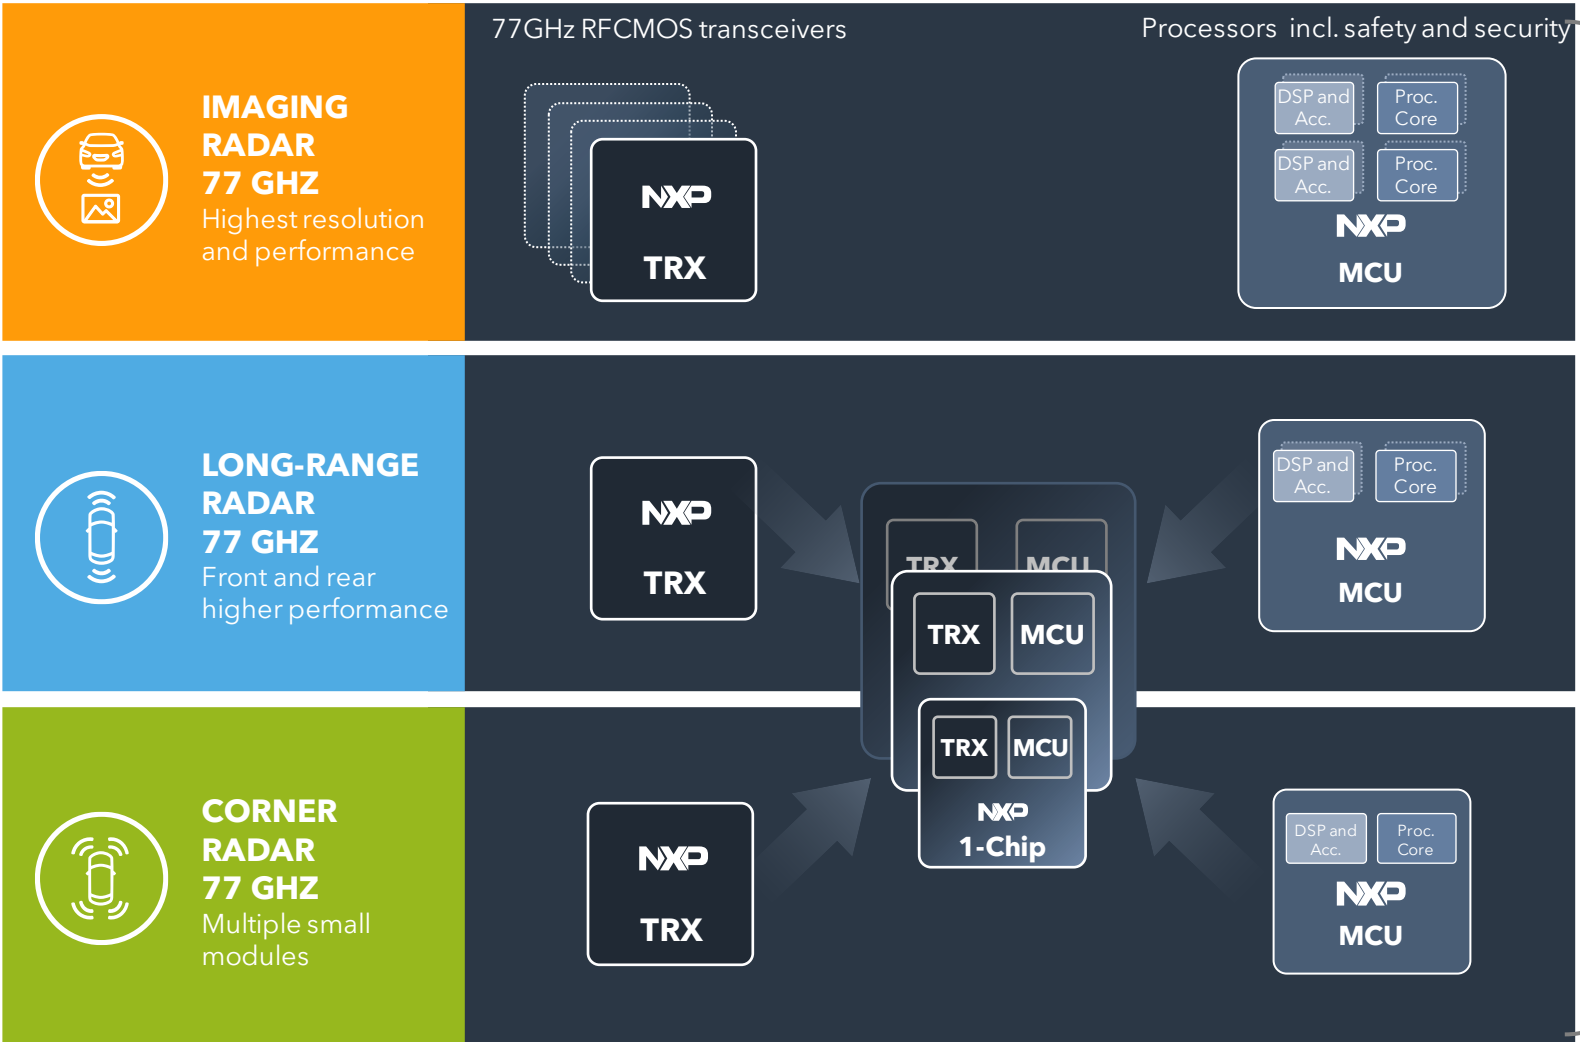 77GHz RFCMOS transceivers
Processors incl. safety and security
IMAGING
RADAR
77 GHZ
Highest resolution
and performance
NXP
TRX
DSP and
Acc.
Proc.
Core
DSP and
Acc.
Proc.
Core
NXP
MCU
LONG-RANGE
RADAR
77 GHZ
Front and rear
higher performance
NXP
TRX
TRX
MCU
TRX
MCU
DSP and
Acc.
Proc.
Core
NXP
MCU
CORNER
RADAR
77 GHZ
Multiple small
modules
NXP
TRX
TRX
MCU
NXP
1-Chip
DSP and
Acc.
Proc.
Core
NXP
MCU